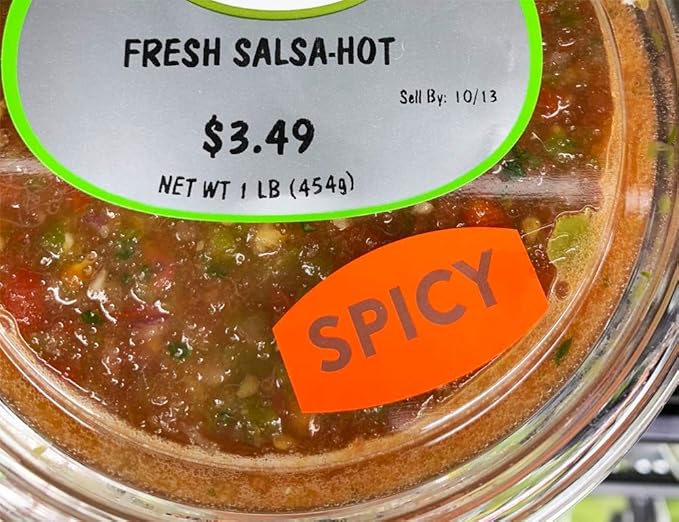 FRESH SALSA-HOT
Sell By: 10/13
$3.49
NET WT 1 LB (454g)
SPICY